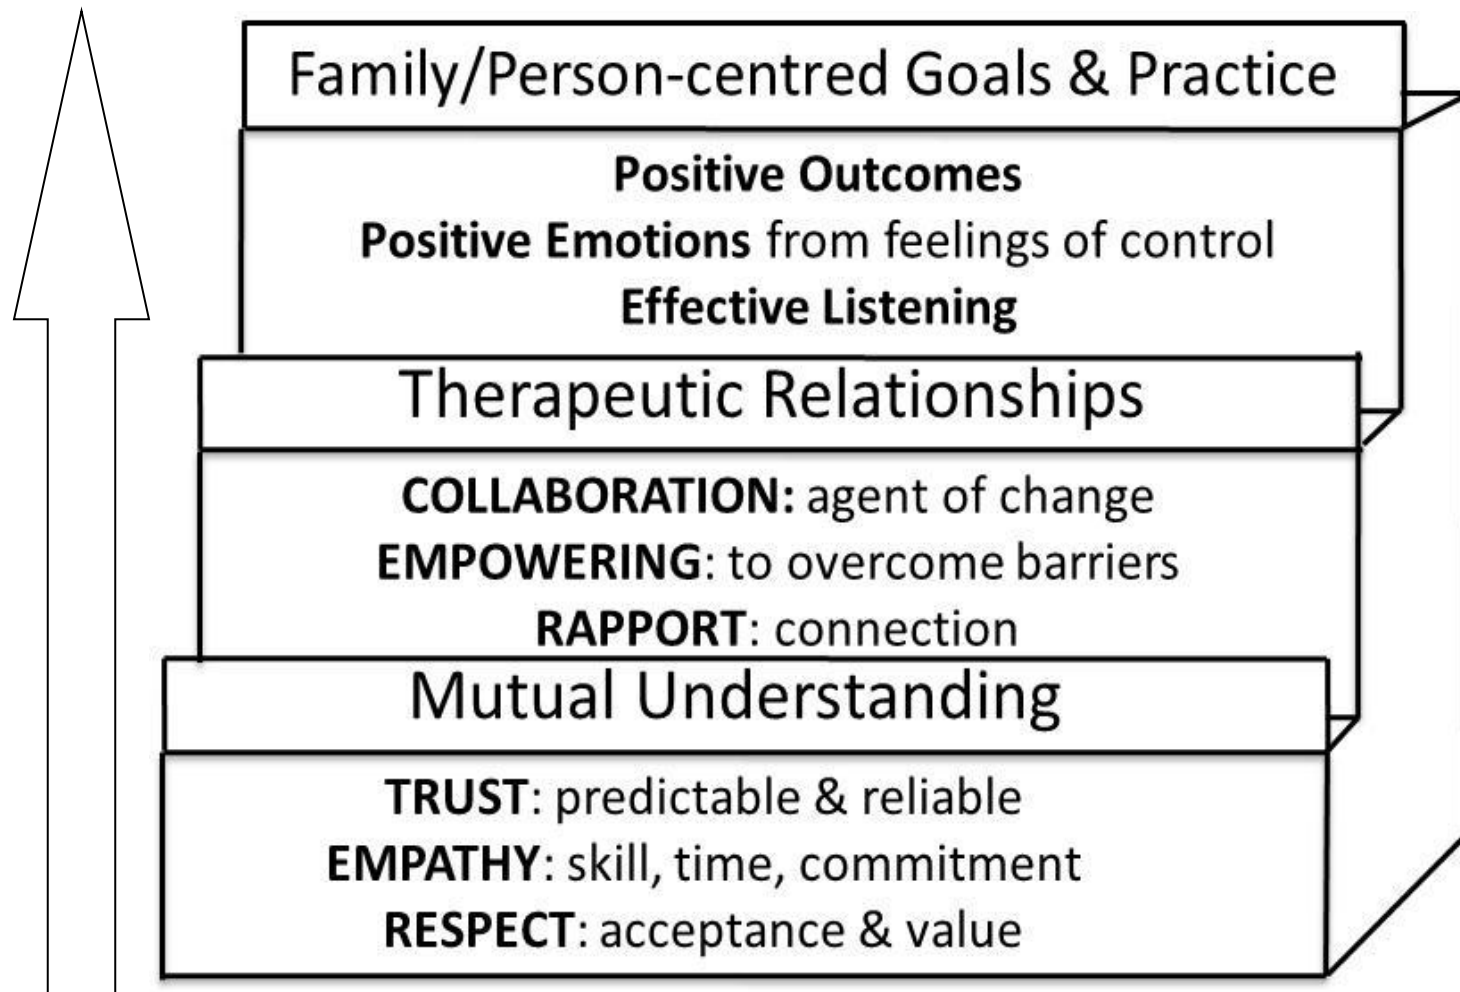 Family/Person-centred Goals & Practice
Positive Outcomes
Positive Emotions from feelings of control
Effective Listening
Therapeutic Relationships
COLLABORATION: agent of change
EMPOWERING: to overcome barriers
RAPPORT: connection
Mutual Understanding
TRUST: predictable & reliable
EMPATHY: skill, time, commitment
RESPECT: acceptance & value